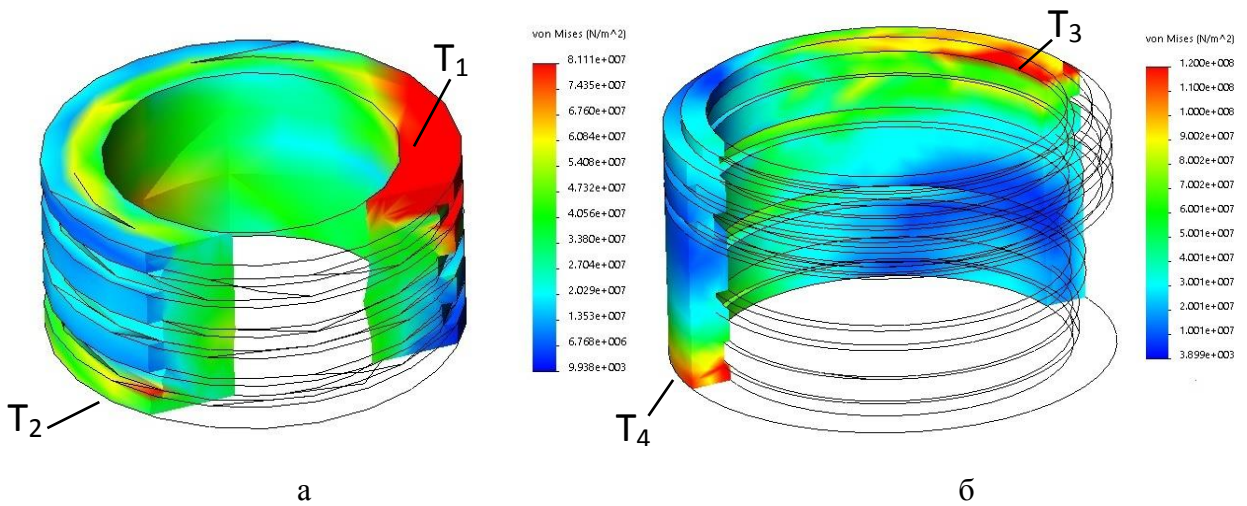 von Mises (N/m^2)
8.111e+007
7.435e+007
6.760e+007
6.084e+007
5.408e+007
4.732e+007
4.056e+007
3.380e+007
2.704e+007
2.029e+007
1.353e+007
6.768e+006
9.938e+003
T1
T2
а
von Mises (N/m^2)
1.200e+008
1.100e+008
1.000e+008
9.002e+007
8.002e+007
7.002e+007
6.001e+007
5.001e+007
4.001e+007
3.001e+007
2.001e+007
1.001e+007
3.899e+003
T3
T4
б